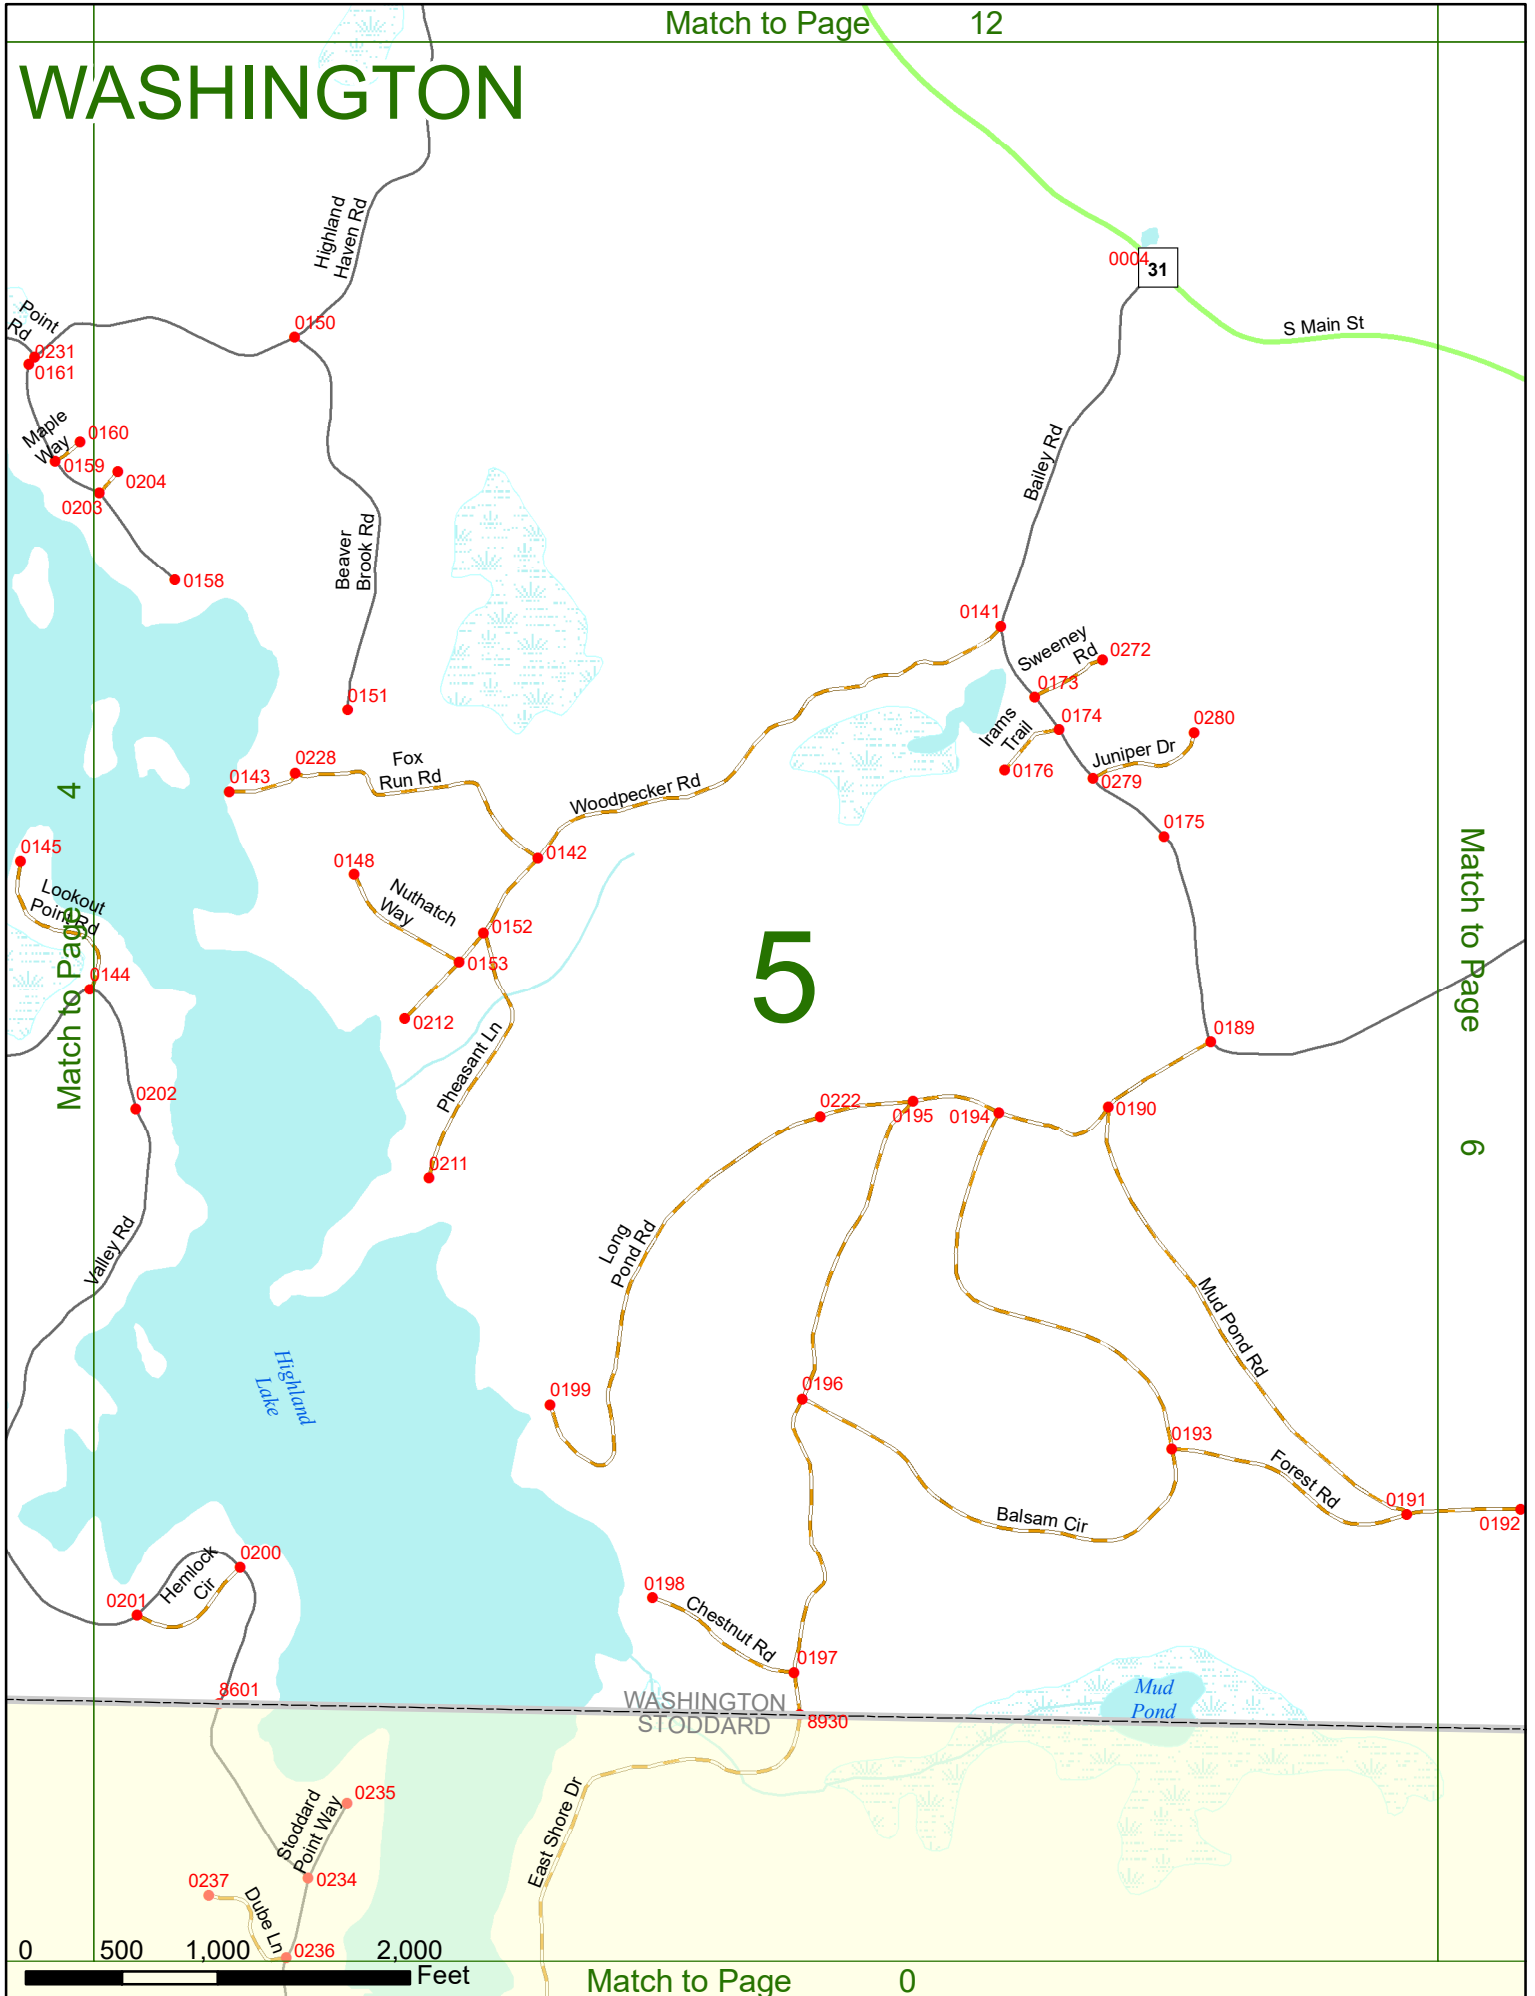 Match to Page 12
WASHINGTON
Highland
Haven Rd
0004
31
S Main St
Point
Rd
0150
0231
0161
Maple
Way
0160
0159
0204
0203
0158
Bailey Rd
Beaver
Brook Rd
0141
Sweeney
Rd
0272
0173
0151
Irams
Trail
0174
0280
Juniper Dr
0176
0279
0228
Fox
Run Rd
0143
Woodpecker Rd
Match to Page 4
0175
0142
0145
0148
Lookout
Point Rd
Nuthatch
Way
0152
0153
0144
5
Match to Page 6
0212
0189
Pheasant Ln
0202
0222
0195
0194
0190
0211
Valley Rd
Long
Pond Rd
Mud Pond Rd
Highland
Lake
0199
0196
0193
Forest Rd
0191
0192
Balsam Cir
0200
Hemlock
Cir
0201
0198
Chestnut Rd
0197
8601
WASHINGTON
STODDARD
8930
Mud
Pond
0235
Stoddard
Point Way
East Shore Dr
0234
0237
Dube Ln
0236
0 500 1,000 2,000
Feet
Match to Page 0